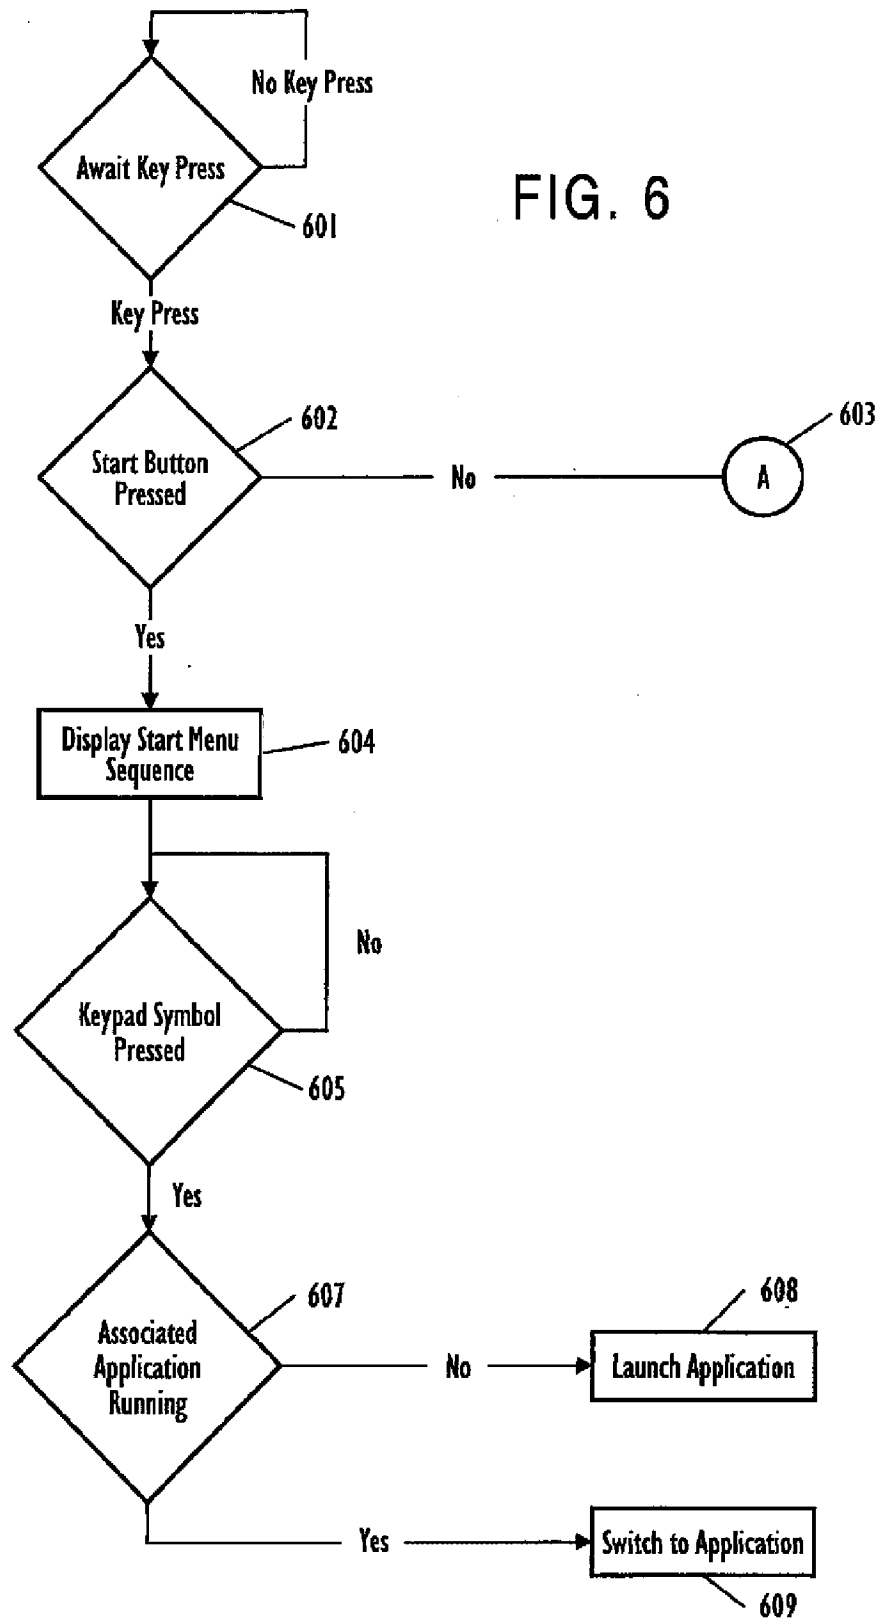 No Key Press
Await Key Press
601
FIG. 6
Key Press
602
603
Start Button
Pressed
No
A
Yes
Display Start Menu
Sequence
604
No
Keypad Symbol
Pressed
605
Yes
607
608
Associated
Application
Running
No
Launch Application
Yes
Switch to Application
609